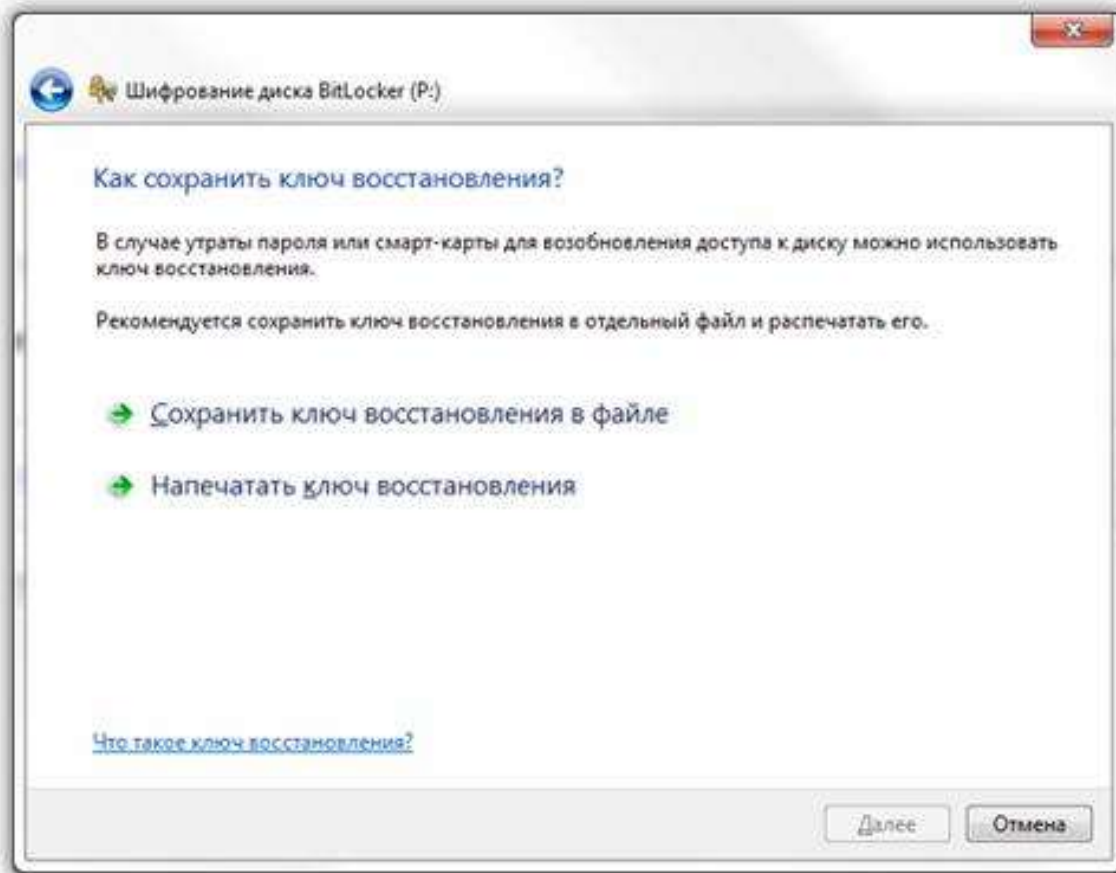 Шифрование диска BitLocker (P:)
Как сохранить ключ восстановления?
В случае утраты пароля или смарт-карты для возобновления доступа к диску можно использовать
ключ восстановления.
Рекомендуется сохранить ключ восстановления в отдельный файл и распечатать его.
Сохранить ключ восстановления в файле
Напечатать ключ восстановления
Что такое ключ восстановления?
Далее
Отмена